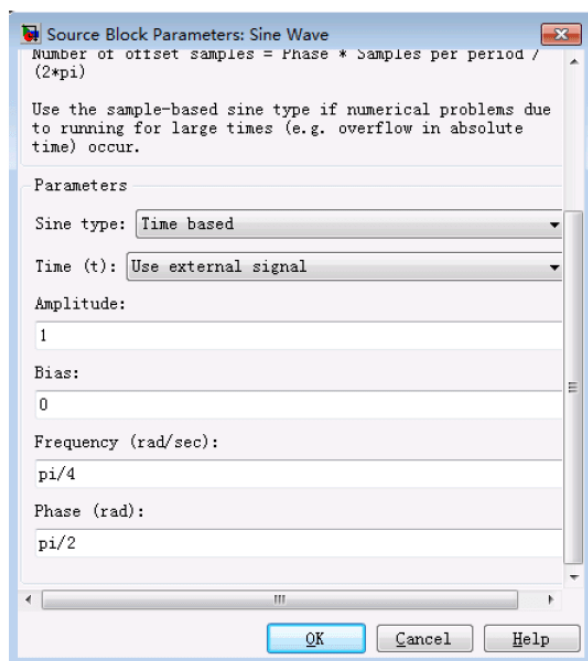 Source Block Parameters: Sine Wave
Number of offset samples = Phase * Samples per period /
(2*pi)
Use the sample-based sine type if numerical problems due
to running for large times (e.g. overflow in absolute
time) occur.
Parameters
Sine type: Time based
Time (t): Use external signal
Amplitude:
1
Bias:
0
Frequency (rad/sec):
pi/4
Phase (rad):
pi/2
OK Cancel Help